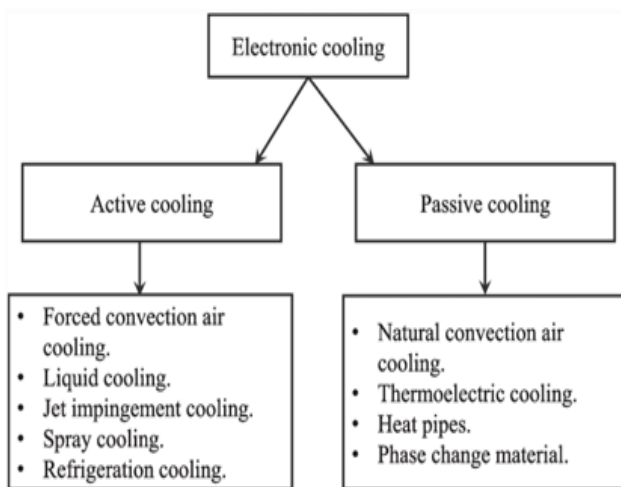 Electronic cooling
Active cooling
Passive cooling
• Forced convection air
cooling.
• Liquid cooling.
• Jet impingement cooling.
• Spray cooling.
• Refrigeration cooling.
• Natural convection air
cooling.
• Thermoelectric cooling.
• Heat pipes.
• Phase change material.